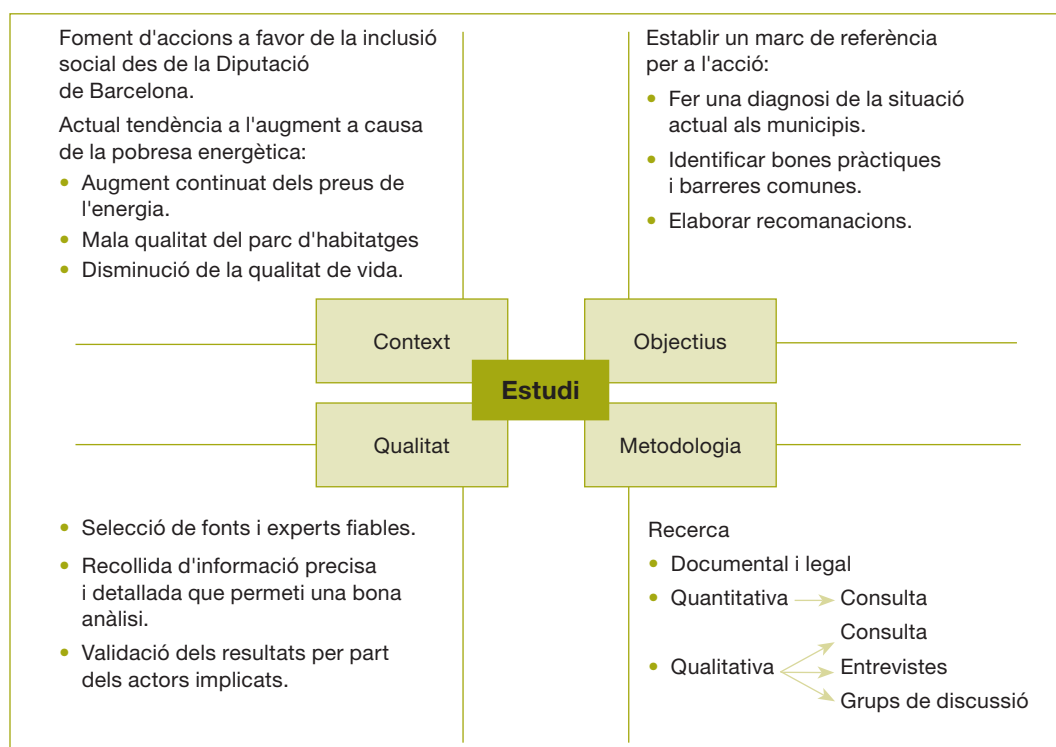 Foment d'accions a favor de la inclusió
social des de la Diputació
de Barcelona.
Actual tendència a l'augment a causa
de la pobresa energètica:
• Augment continuat dels preus de
l'energia.
• Mala qualitat del parc d'habitatges
• Disminució de la qualitat de vida.
Establir un marc de referència
per a l'acció:
• Fer una diagnosi de la situació
actual als municipis.
• Identificar bones pràctiques
i barreres comunes.
• Elaborar recomanacions.
Context
Objectius
Estudi
Qualitat
Metodologia
• Selecció de fonts i experts fiables.
• Recollida d'informació precisa
i detallada que permeti una bona
anàlisi.
• Validació dels resultats per part
dels actors implicats.
Recerca
• Documental i legal
• Quantitativa → Consulta
Consulta
• Qualitativa → Entrevistes
Grups de discussió